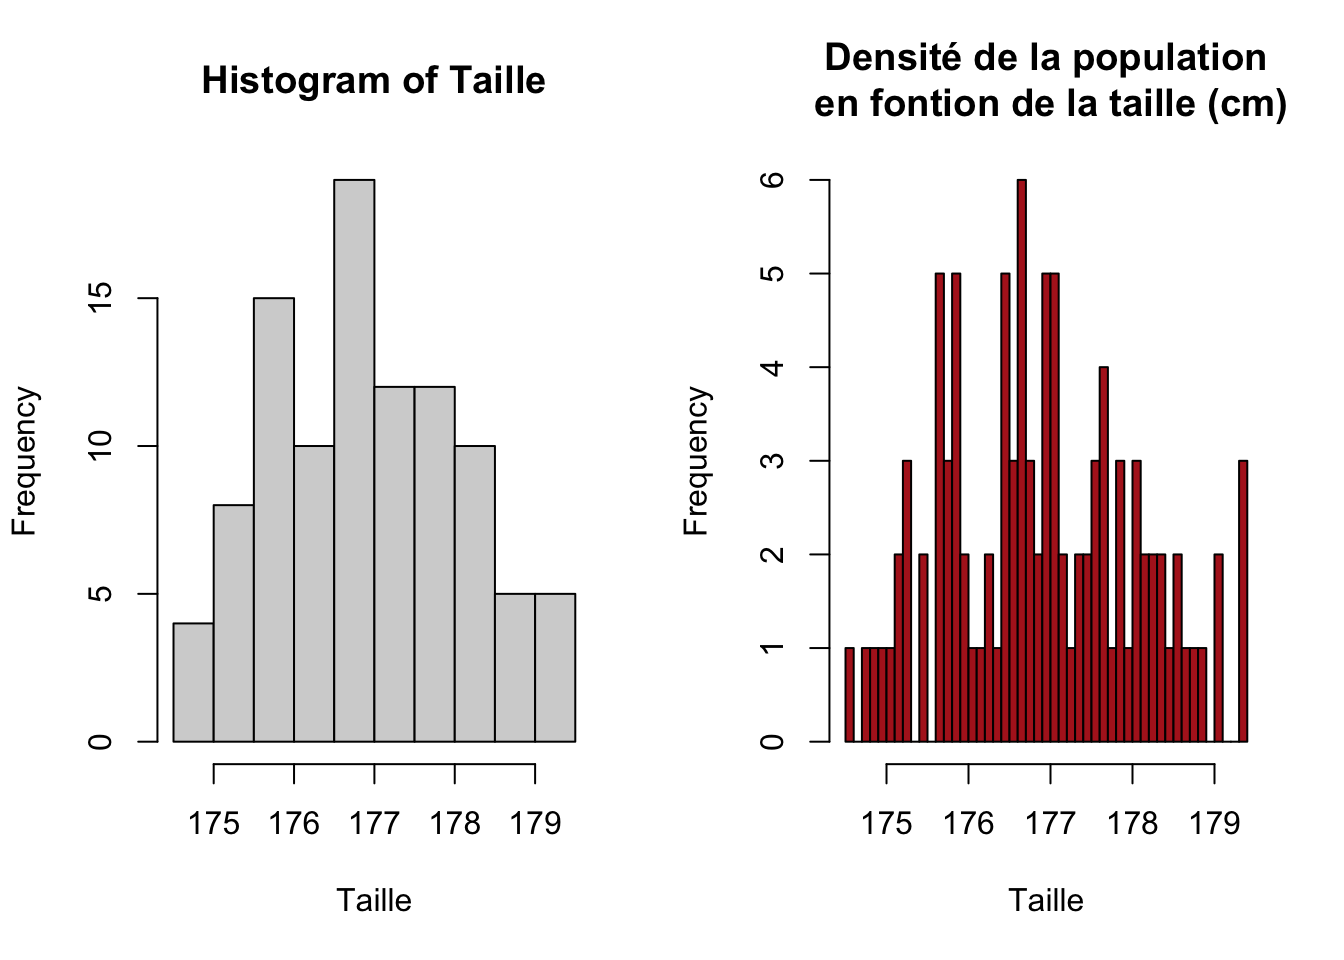 Histogram of Taille
Frequency
15
10
5
0
175 176 177 178 179
Taille
Densité de la population
en fontion de la taille (cm)
Frequency
6
5
4
3
2
1
0
175 176 177 178 179
Taille